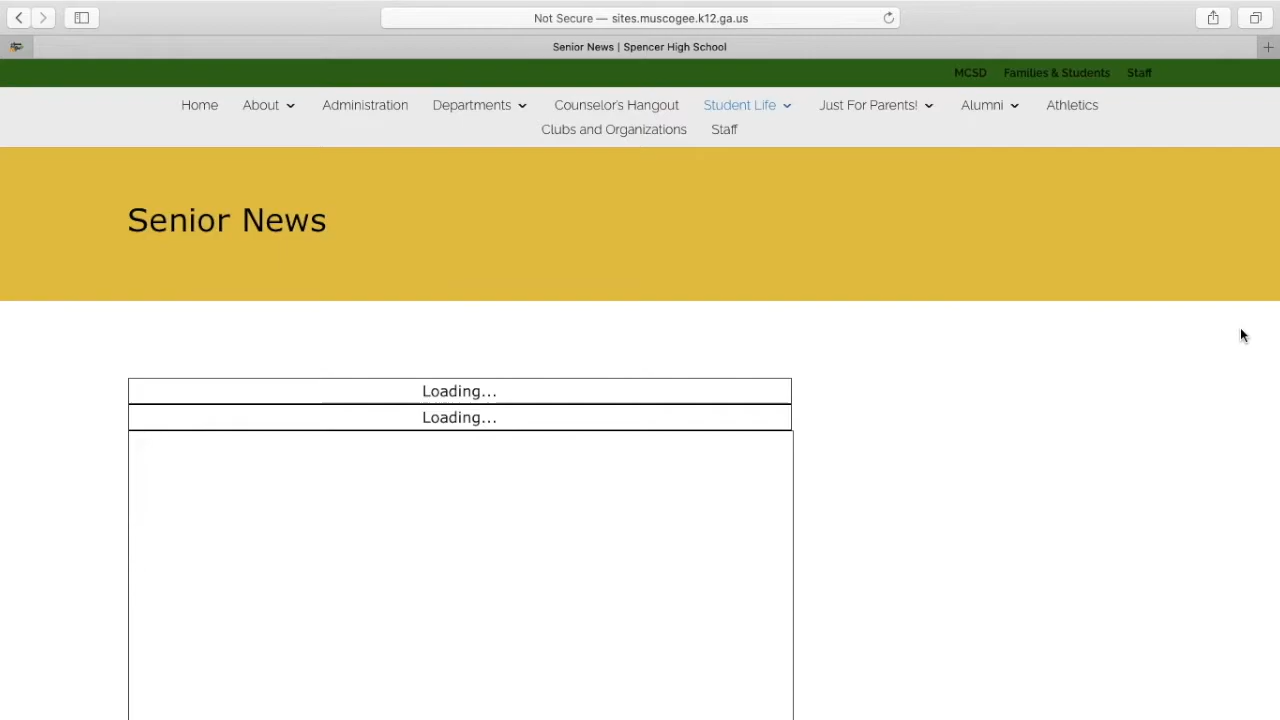 Not Secure — sites.muscogee.k12.ga.us
Senior News | Spencer High School
MCSD Families & Students Staff
Home About Administration Departments Counselor's Hangout Student Life Just For Parents! Alumni Athletics
Clubs and Organizations Staff
Senior News
Loading...
Loading...